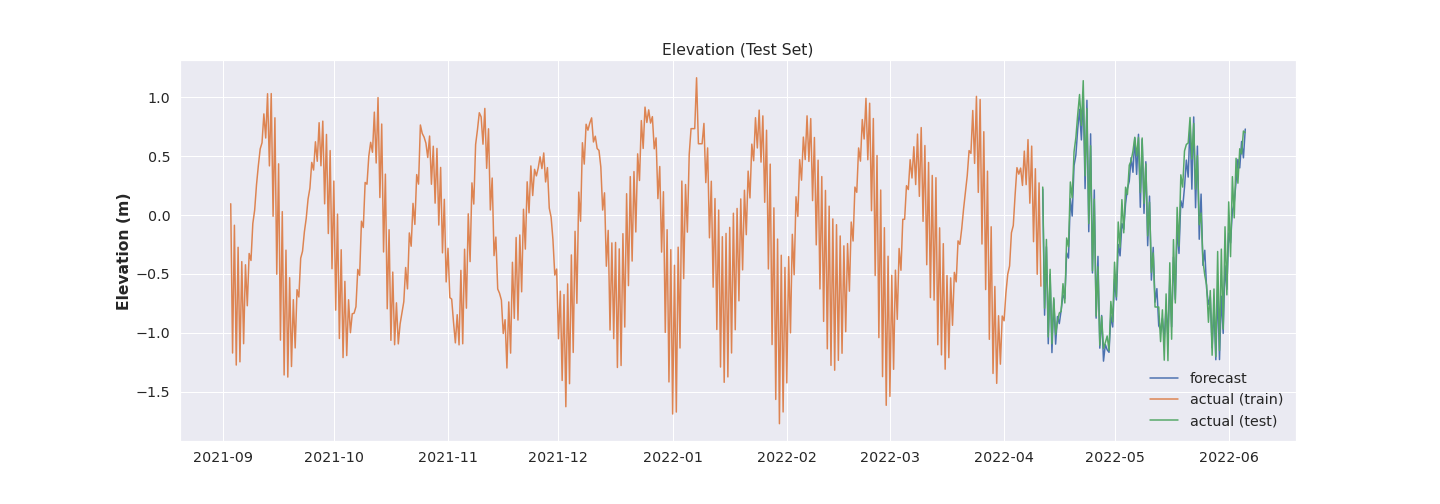 Elevation (Test Set)
Elevation (m)
1.0
0.5
0.0
−0.5
−1.0
−1.5
forecast
actual (train)
actual (test)
2021-09 2021-10 2021-11 2021-12 2022-01 2022-02 2022-03 2022-04 2022-05 2022-06